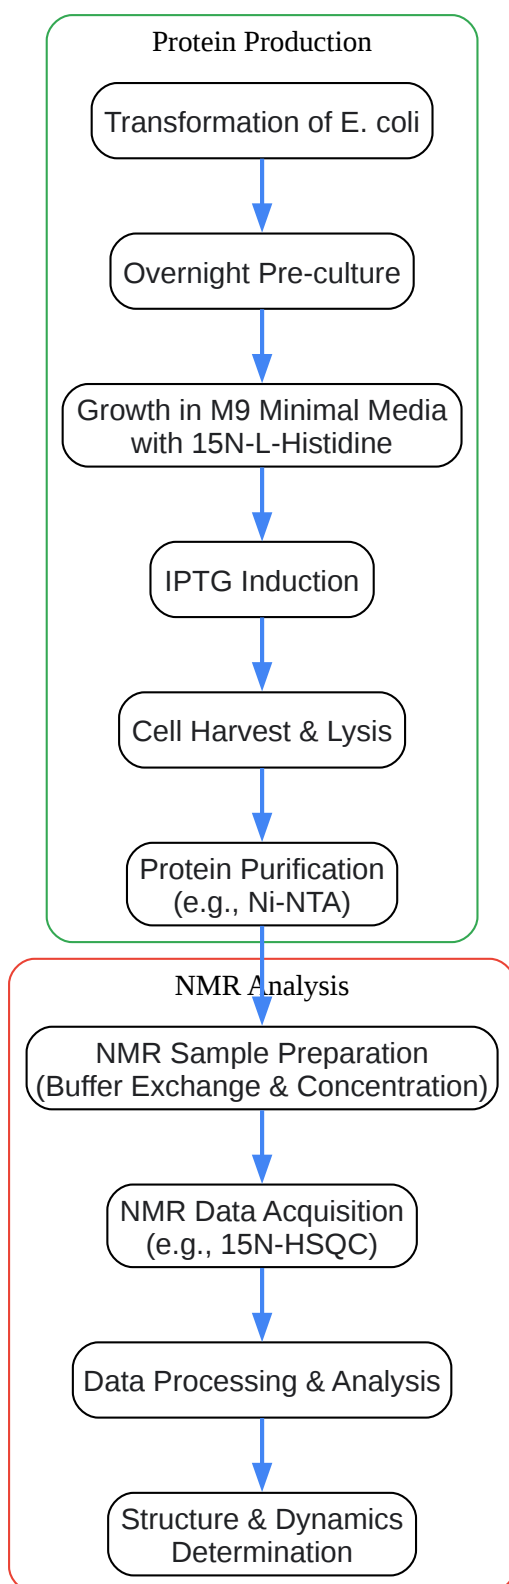 Protein Production
Transformation of E. coli
Overnight Pre-culture
Growth in M9 Minimal Media
with 15N-L-Histidine
IPTG Induction
Cell Harvest & Lysis
Protein Purification
(e.g., Ni-NTA)
NMR Analysis
NMR Sample Preparation
(Buffer Exchange & Concentration)
NMR Data Acquisition
(e.g., 15N-HSQC)
Data Processing & Analysis
Structure & Dynamics
Determination